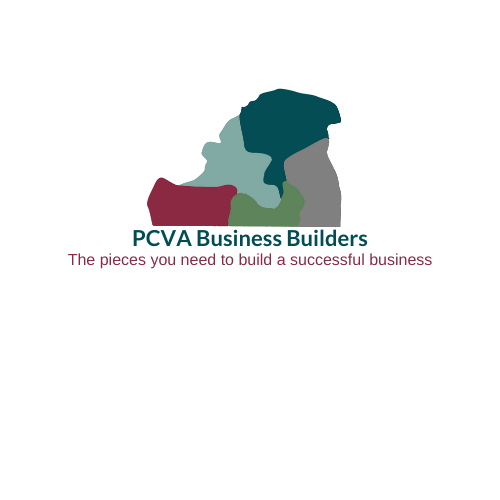 PCVA Business Builders
The pieces you need to build a successful business